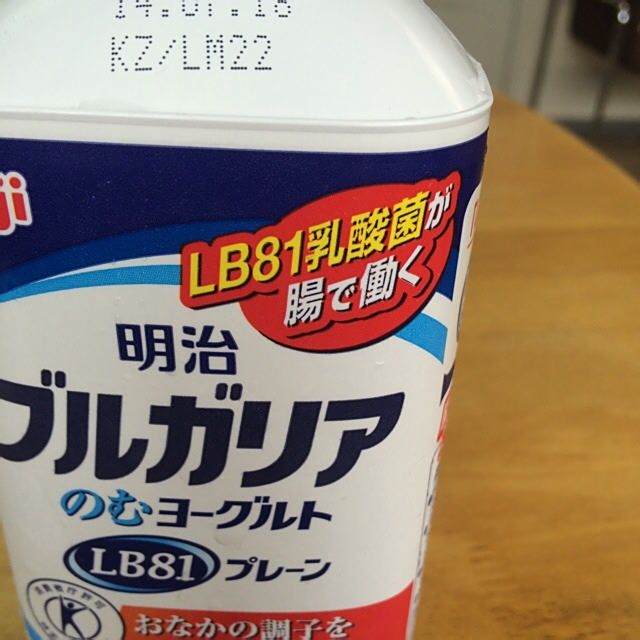 KZ/LM22
LB81乳酸菌が
腸で働く
明治
ブルガリア
のむヨーグルト
LB81 プレーン
おなかの調子を